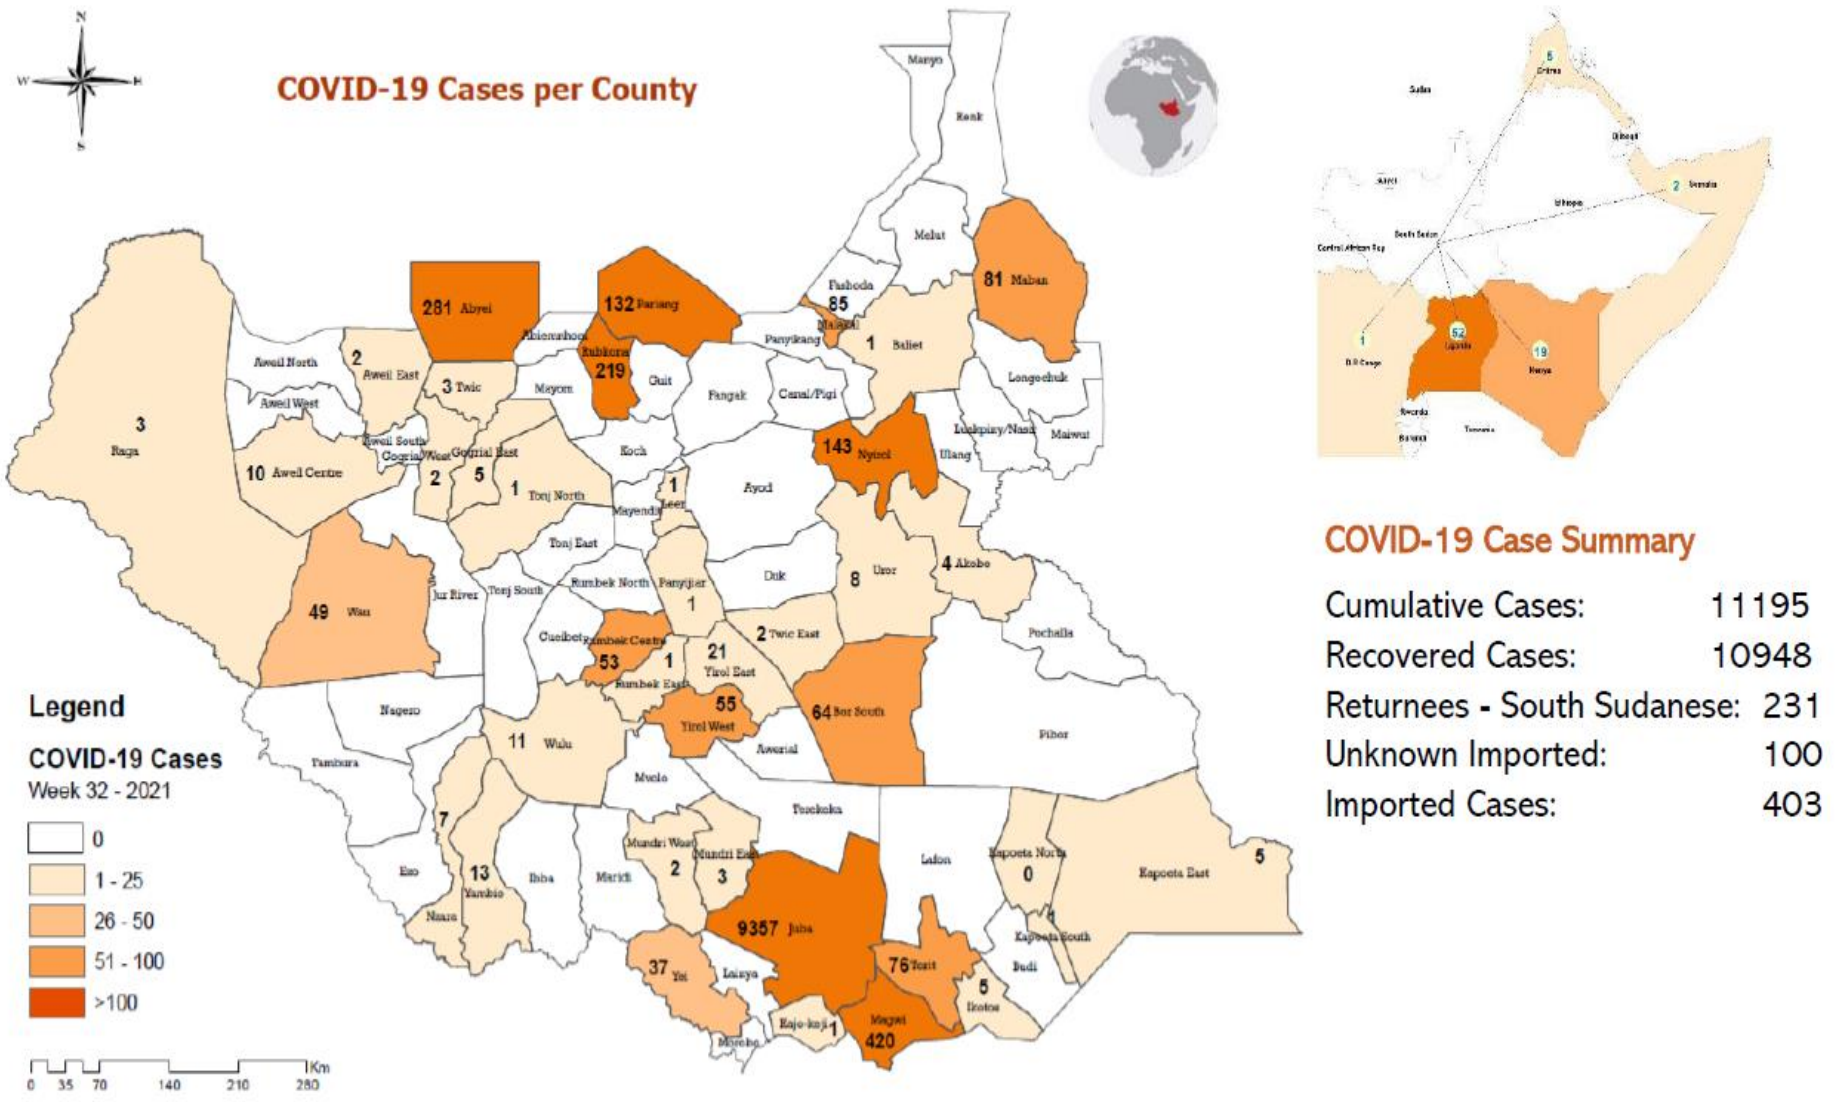 N
W
S
COVID-19 Cases per County
Manyo
Renk
Melut
81 Maban
Fashoda
85
Malakal
Panyikang
1 Baliet
281 Abyei
132 Pariang
Abiemnhom
Rubkona
219
Guit
Mayom
Fangak
Canal/Pigi
Longochuk
Luakpiny/Nasir
Maiwut
Ulang
143 Nyirol
Aweil North
2
Aweil East
3 Twic
Aweil West
Aweil South
Gogrial West
2
Gogrial East
5
1 Tonj North
10 Aweil Centre
3
Raga
Koch
Mayendit
1
Leer
Ayod
Tonj East
Rumbek North
Panyijiar
1
Duk
8 Uror
4 Akobo
49 Wau
Jur River
Tonj South
Cueibet
Rumbek Centre
53
1
Rumbek East
21
Yirol East
2 Twic East
Pochalla
55
Yirol West
64 Bor South
Pibor
Awerial
Nagero
11 Wulu
Tambura
Mvolo
Terekeka
7
Ezo
13
Yambio
Nzara
Ibba
Maridi
Mundri West
2
Mundri East
3
9357 Juba
Lafon
Kapoeta North
0
Kapoeta East
5
1
Kapoeta South
Budi
76 Torit
5
Ikotos
37 Yei
Lainya
Morobo
Kajo-keji 1
Magwi
420
Legend
COVID-19 Cases
Week 32 - 2021
0
1 - 25
26 - 50
51 - 100
>100
Km
0 35 70 140 210 280
5
Eritrea
Sudan
Djibouti
2 Somalia
Ethiopia
South Sudan
Central African Rep
1
D R Congo
52
Uganda
19
Kenya
Rwanda
Burundi
Tanzania
COVID-19 Case Summary
Cumulative Cases: 11195
Recovered Cases: 10948
Returnees - South Sudanese: 231
Unknown Imported: 100
Imported Cases: 403